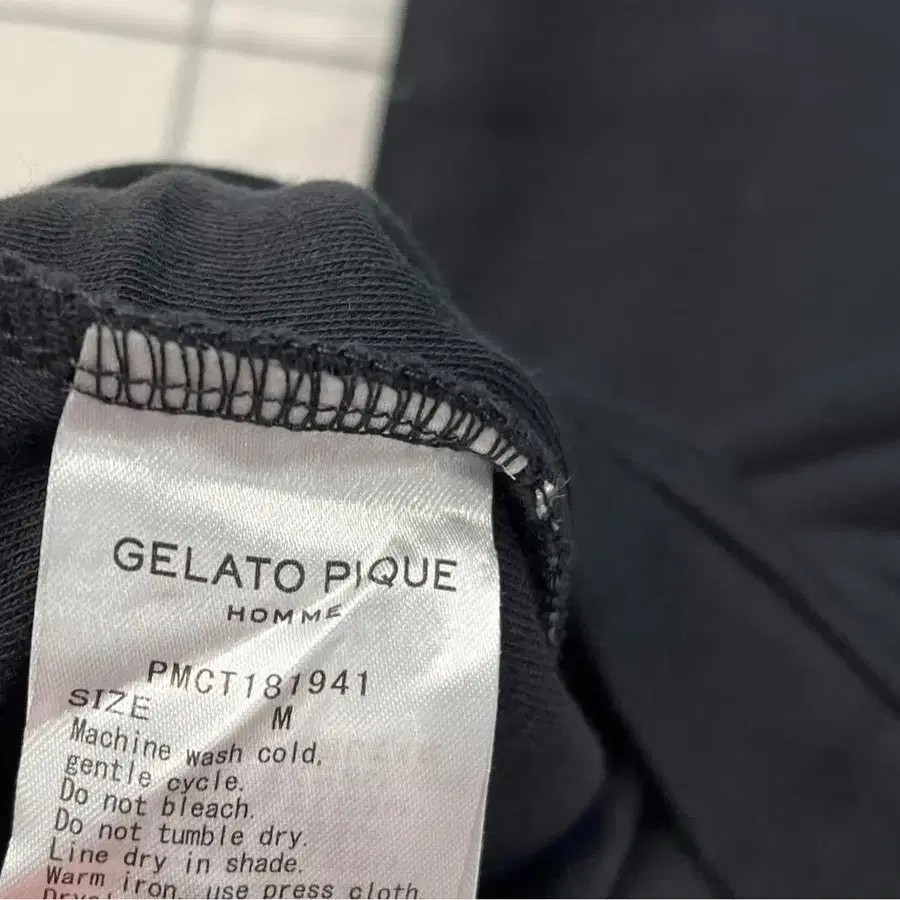 GELATO PIQUE
HOMME
PMCT181941
SIZE M
Machine wash cold,
gentle cycle.
Do not bleach.
Do not tumble dry.
Line dry in shade.
Warm iron, use press cloth